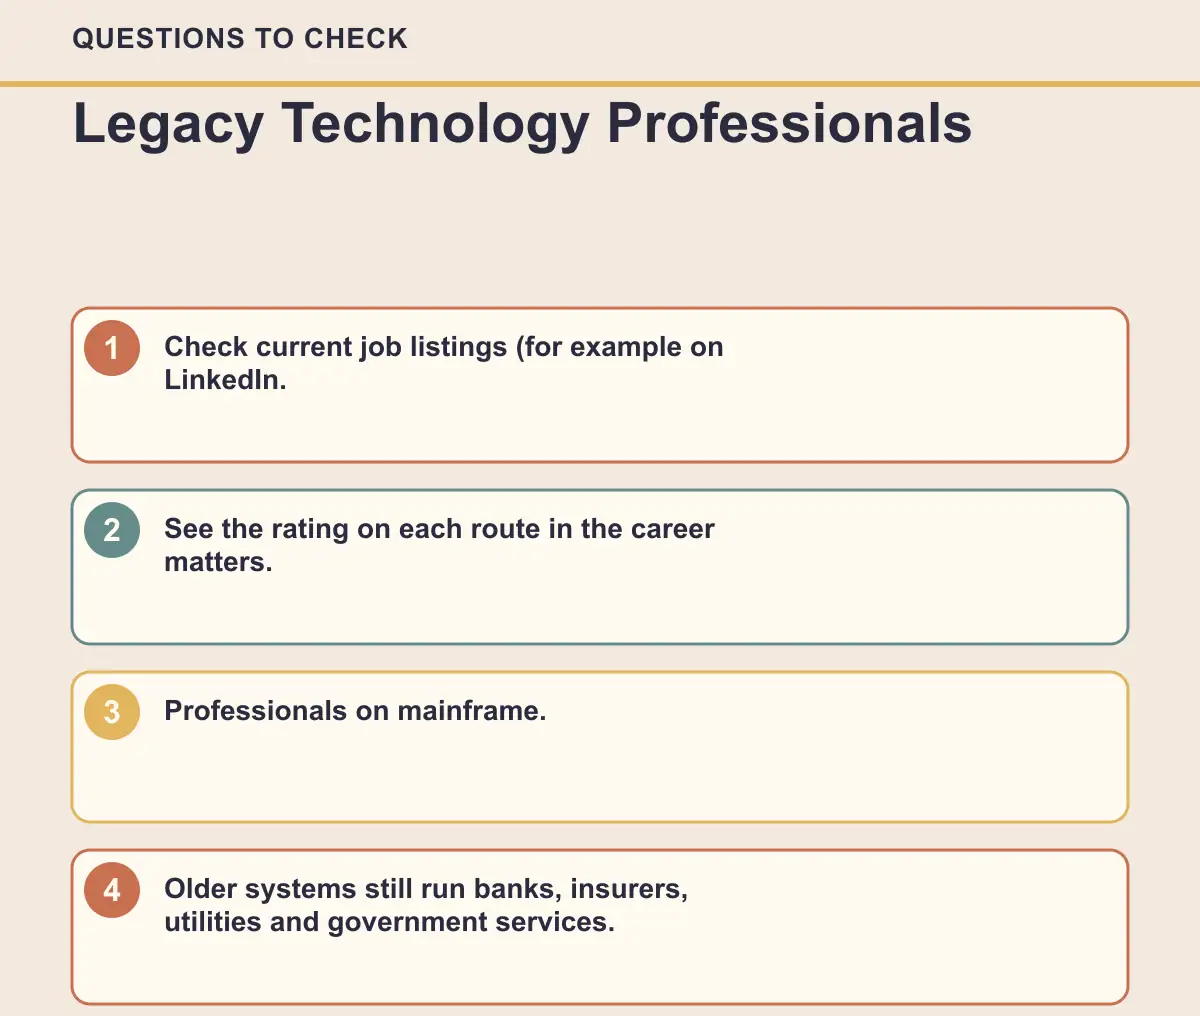 QUESTIONS TO CHECK
Legacy Technology Professionals
1
Check current job listings (for example on
LinkedIn.
2
See the rating on each route in the career
matters.
3
Professionals on mainframe.
4
Older systems still run banks, insurers,
utilities and government services.